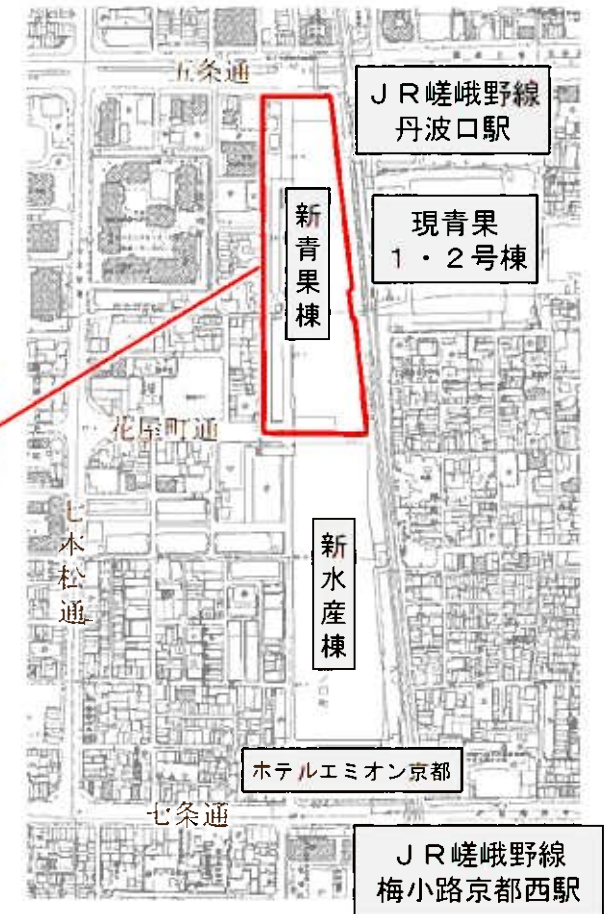 五条通
JR嵯峨野線
丹波口駅
新青果棟
現青果
1・2号棟
花屋町通
七本松通
新水産棟
ホテルエミオン京都
七条通
JR嵯峨野線
梅小路京都西駅